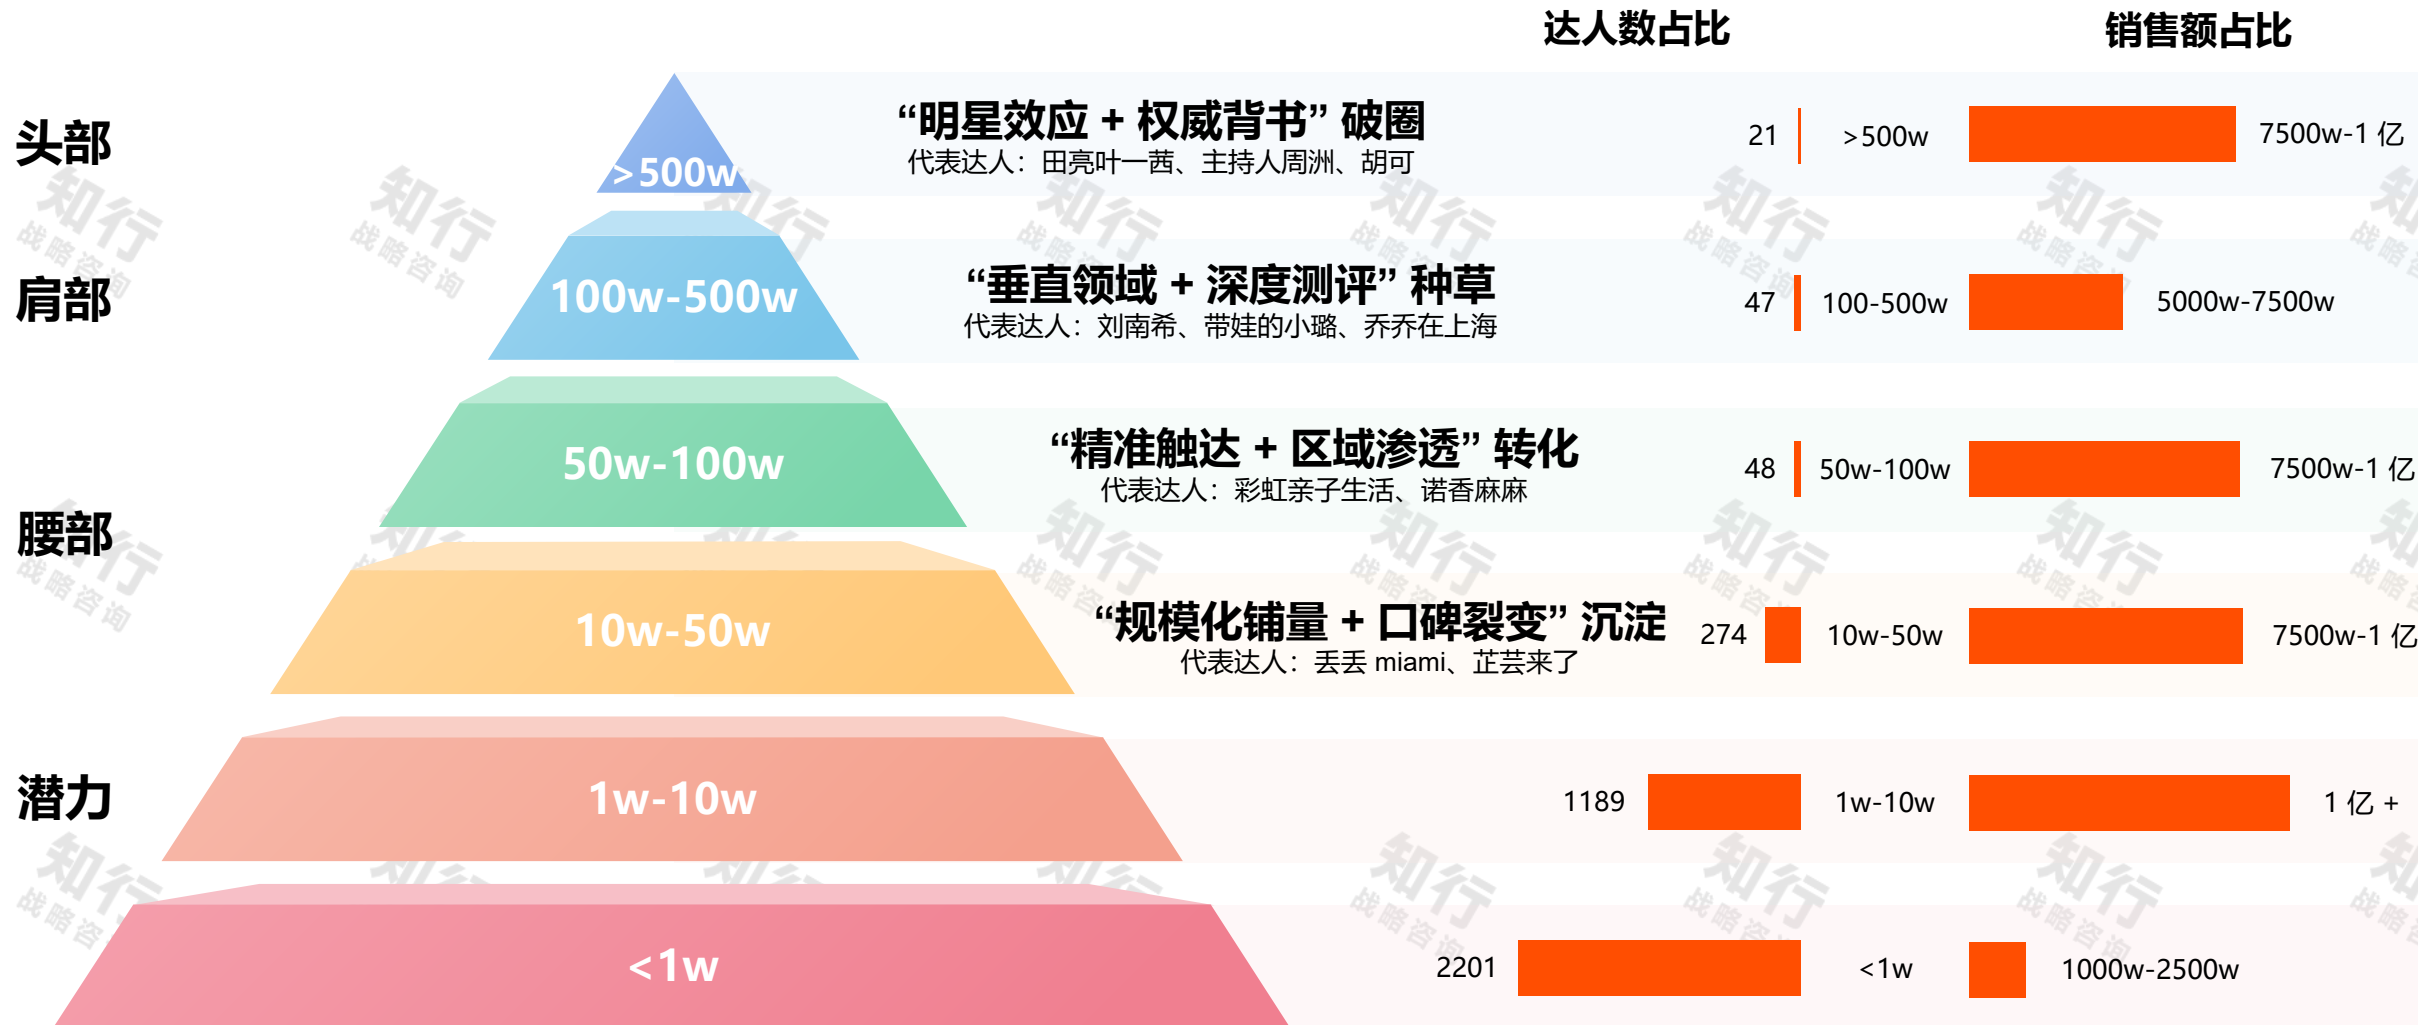 达人数占比
销售额占比
头部
>500w
“明星效应 + 权威背书” 破圈
代表达人：田亮叶一茜、主持人周洲、胡可
21
>500w
7500w-1 亿
肩部
100w-500w
“垂直领域 + 深度测评” 种草
代表达人：刘南希、带娃的小璐、乔乔在上海
47
100-500w
5000w-7500w
腰部
50w-100w
“精准触达 + 区域渗透” 转化
代表达人：彩虹亲子生活、诺香麻麻
48
50w-100w
7500w-1 亿
10w-50w
“规模化铺量 + 口碑裂变” 沉淀
代表达人：丢丢 miami、芷芸来了
274
10w-50w
7500w-1 亿
潜力
1w-10w
1189
1w-10w
1 亿 +
<1w
2201
<1w
1000w-2500w
知行
战略咨询